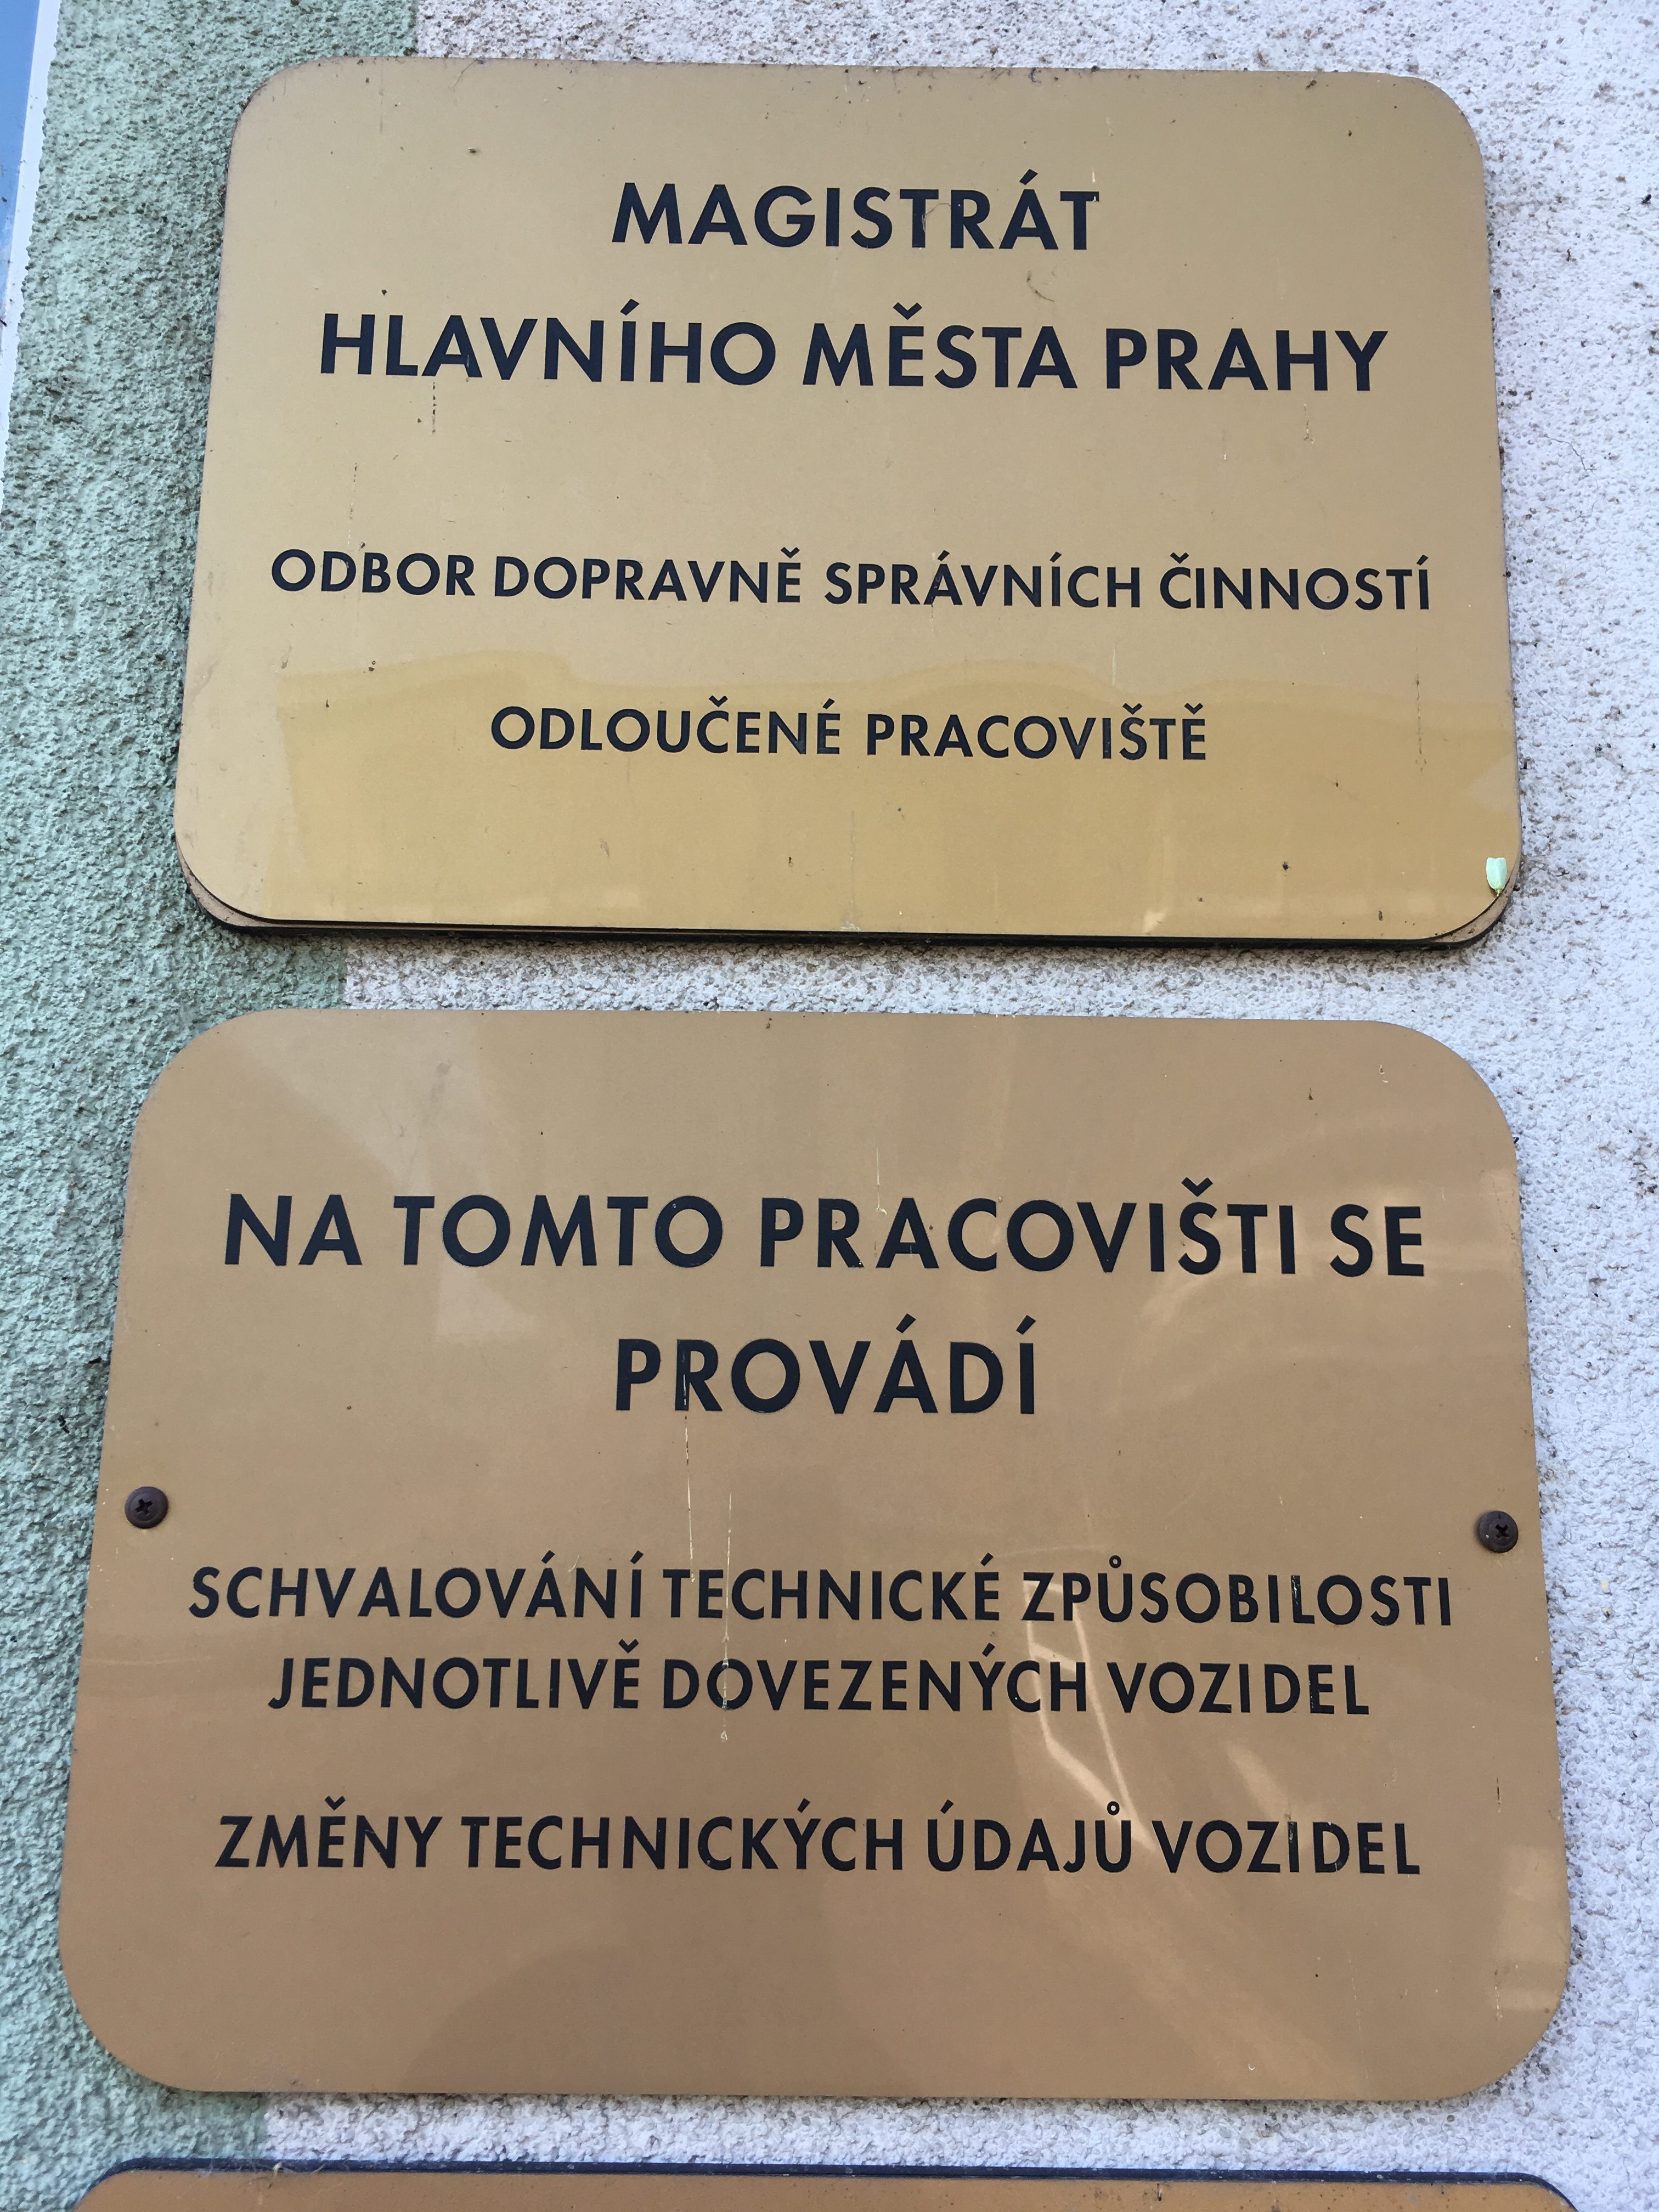 MAGISTRÁT
HLAVNÍHO MĚSTA PRAHY
ODBOR DOPRAVNĚ SPRÁVNÍCH ČINNOSTÍ
ODLOUČENÉ PRACOVIŠTĚ
NA TOMTO PRACOVIŠTI SE
PROVÁDÍ
SCHVALOVÁNÍ TECHNICKÉ ZPŮSOBILOSTI
JEDNOTLIVĚ DOVEZENÝCH VOZIDEL
ZMĚNY TECHNICKÝCH ÚDAJŮ VOZIDEL